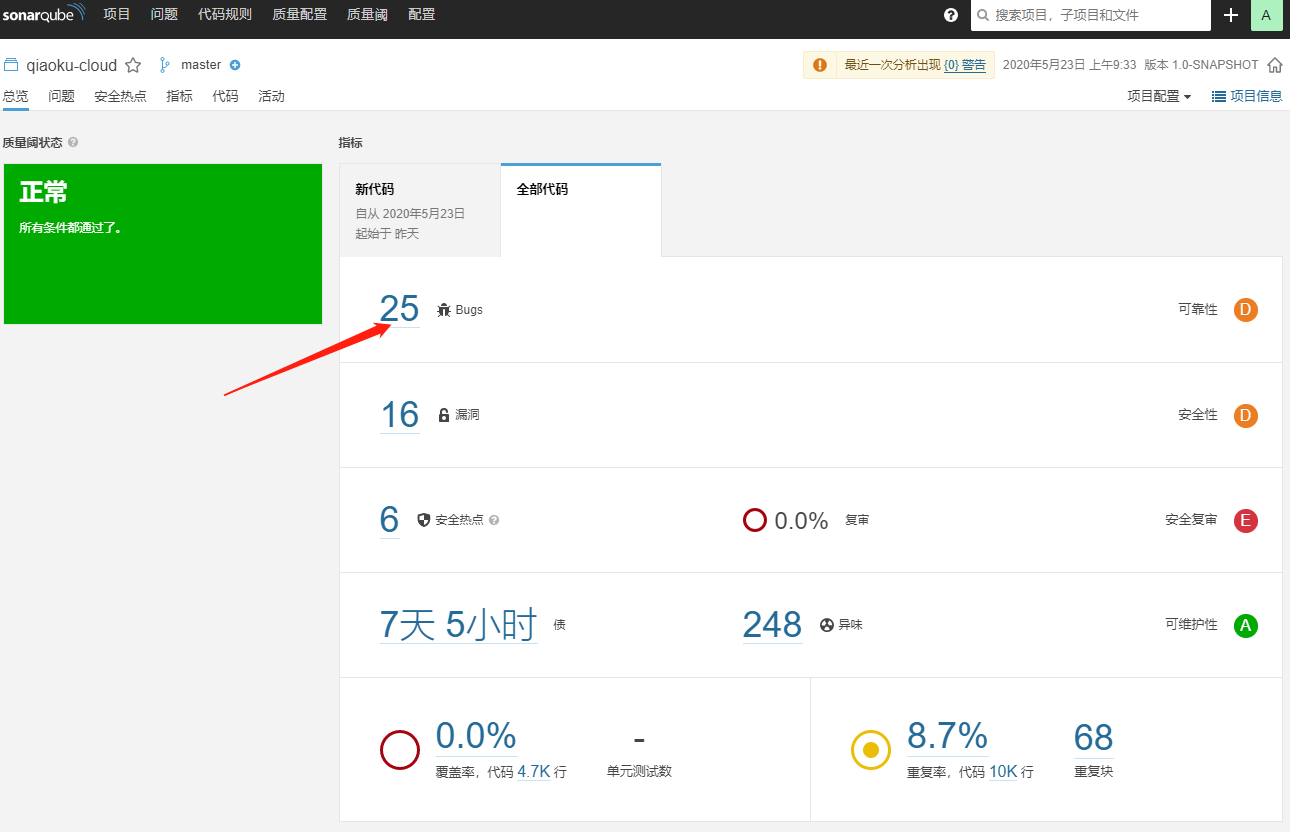 sonarqube 项目 问题 代码规则 质量配置 质量阈 配置 搜索项目，子项目和文件 A
qiaoku-cloud master 最近一次分析出现 {0} 警告 2020年5月23日 上午9:33 版本 1.0-SNAPSHOT
总览 问题 安全热点 指标 代码 活动 项目配置 项目信息
质量阈状态
正常
所有条件都通过了。
指标
新代码
自从 2020年5月23日
起始于 昨天
全部代码
25 Bugs 可靠性 D
16 漏洞 安全性 D
6 安全热点 0.0% 复审 安全复审 E
7天 5小时 债 248 异味 可维护性 A
0.0%
覆盖率，代码 4.7K 行
-
单元测试数
8.7%
重复率，代码 10K 行
68
重复块